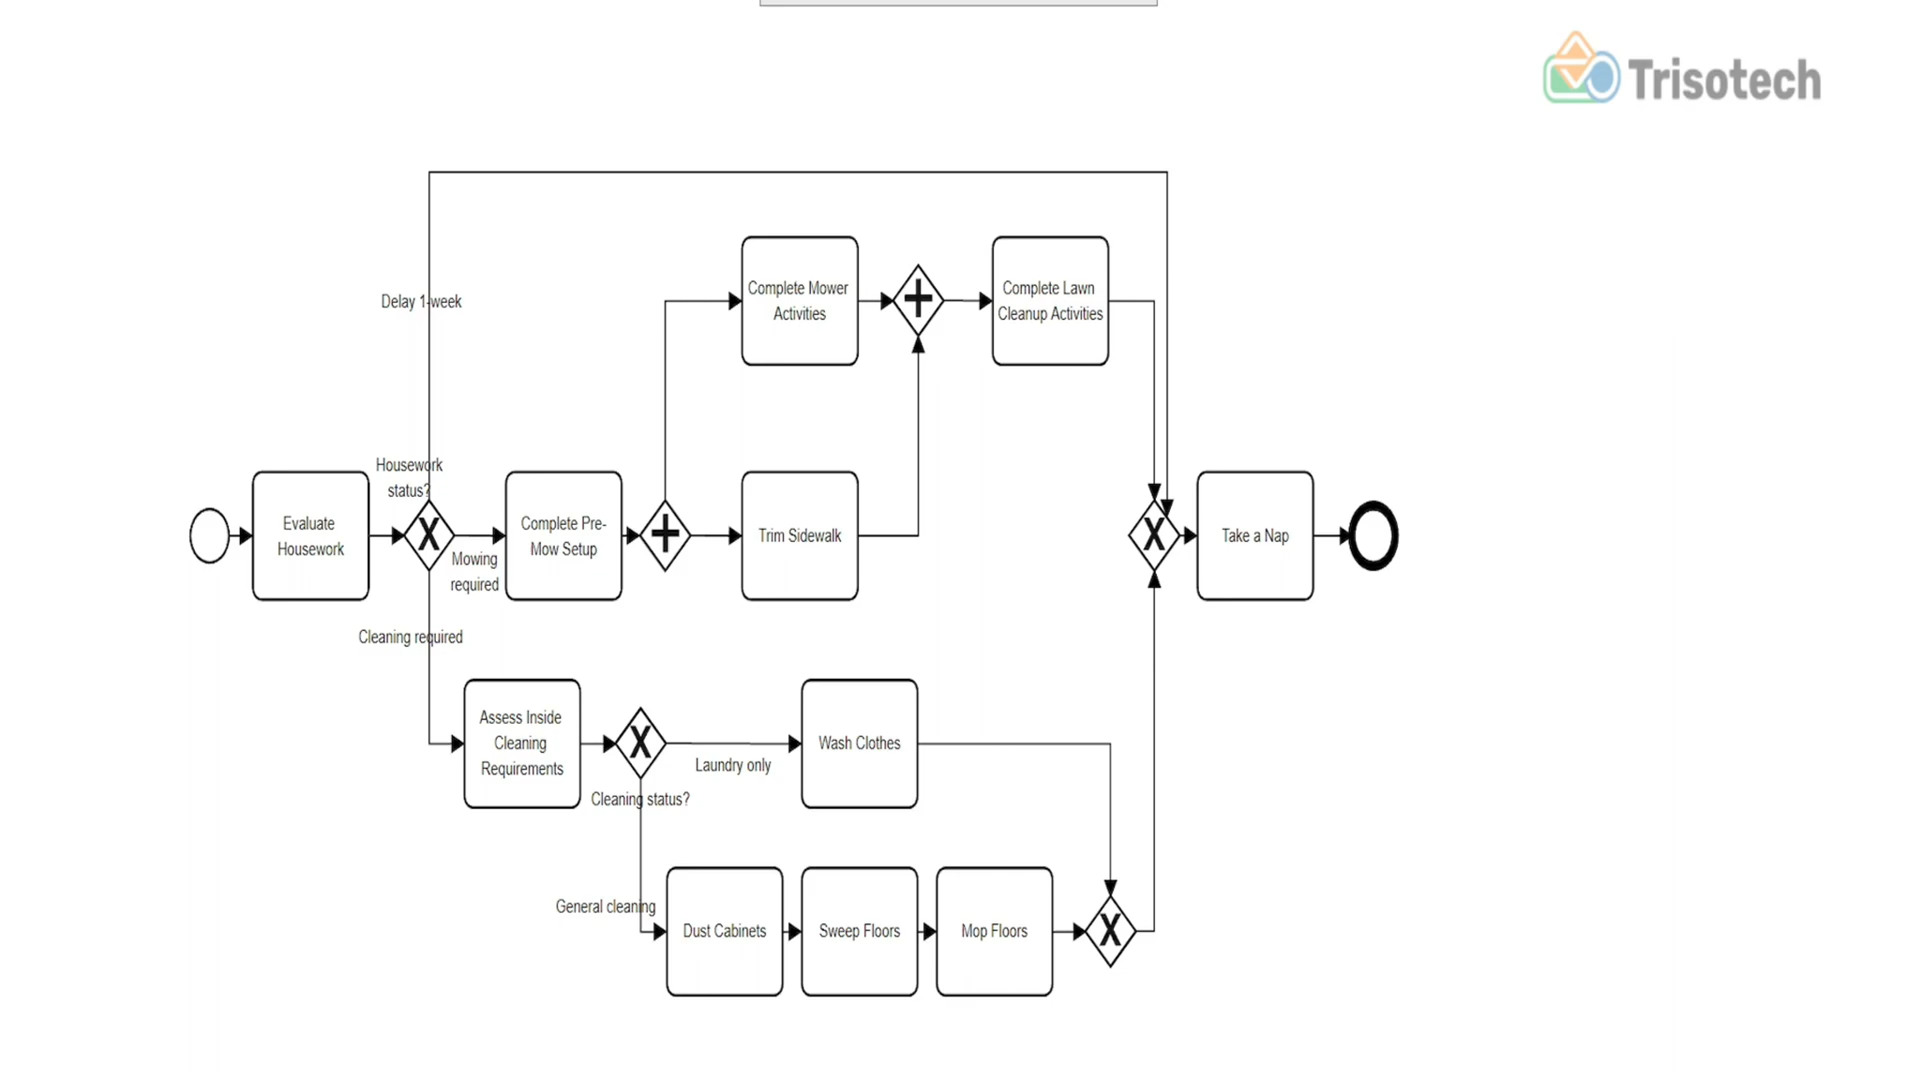 Trisotech
Delay 1-week
Complete Mower
Activities
Complete Lawn
Cleanup Activities
Housework
status?
Evaluate
Housework
X
Mowing
required
Complete Pre-
Mow Setup
Trim Sidewalk
X
Take a Nap
Cleaning required
Assess Inside
Cleaning
Requirements
X
Cleaning status?
Laundry only
Wash Clothes
General cleaning
Dust Cabinets
Sweep Floors
Mop Floors
X